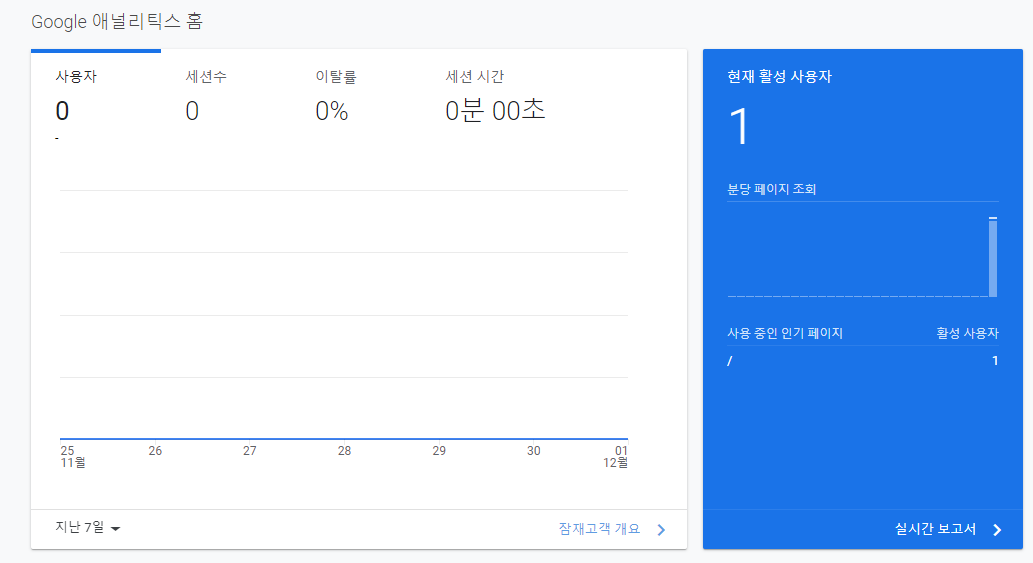 Google 애널리틱스 홈
사용자 세션수 이탈률 세션 시간
0 0 0% 0분 00초
-
25 26 27 28 29 30 01
11월 12월
지난 7일 잠재고객 개요
현재 활성 사용자
1
분당 페이지 조회
사용 중인 인기 페이지 활성 사용자
/ 1
실시간 보고서